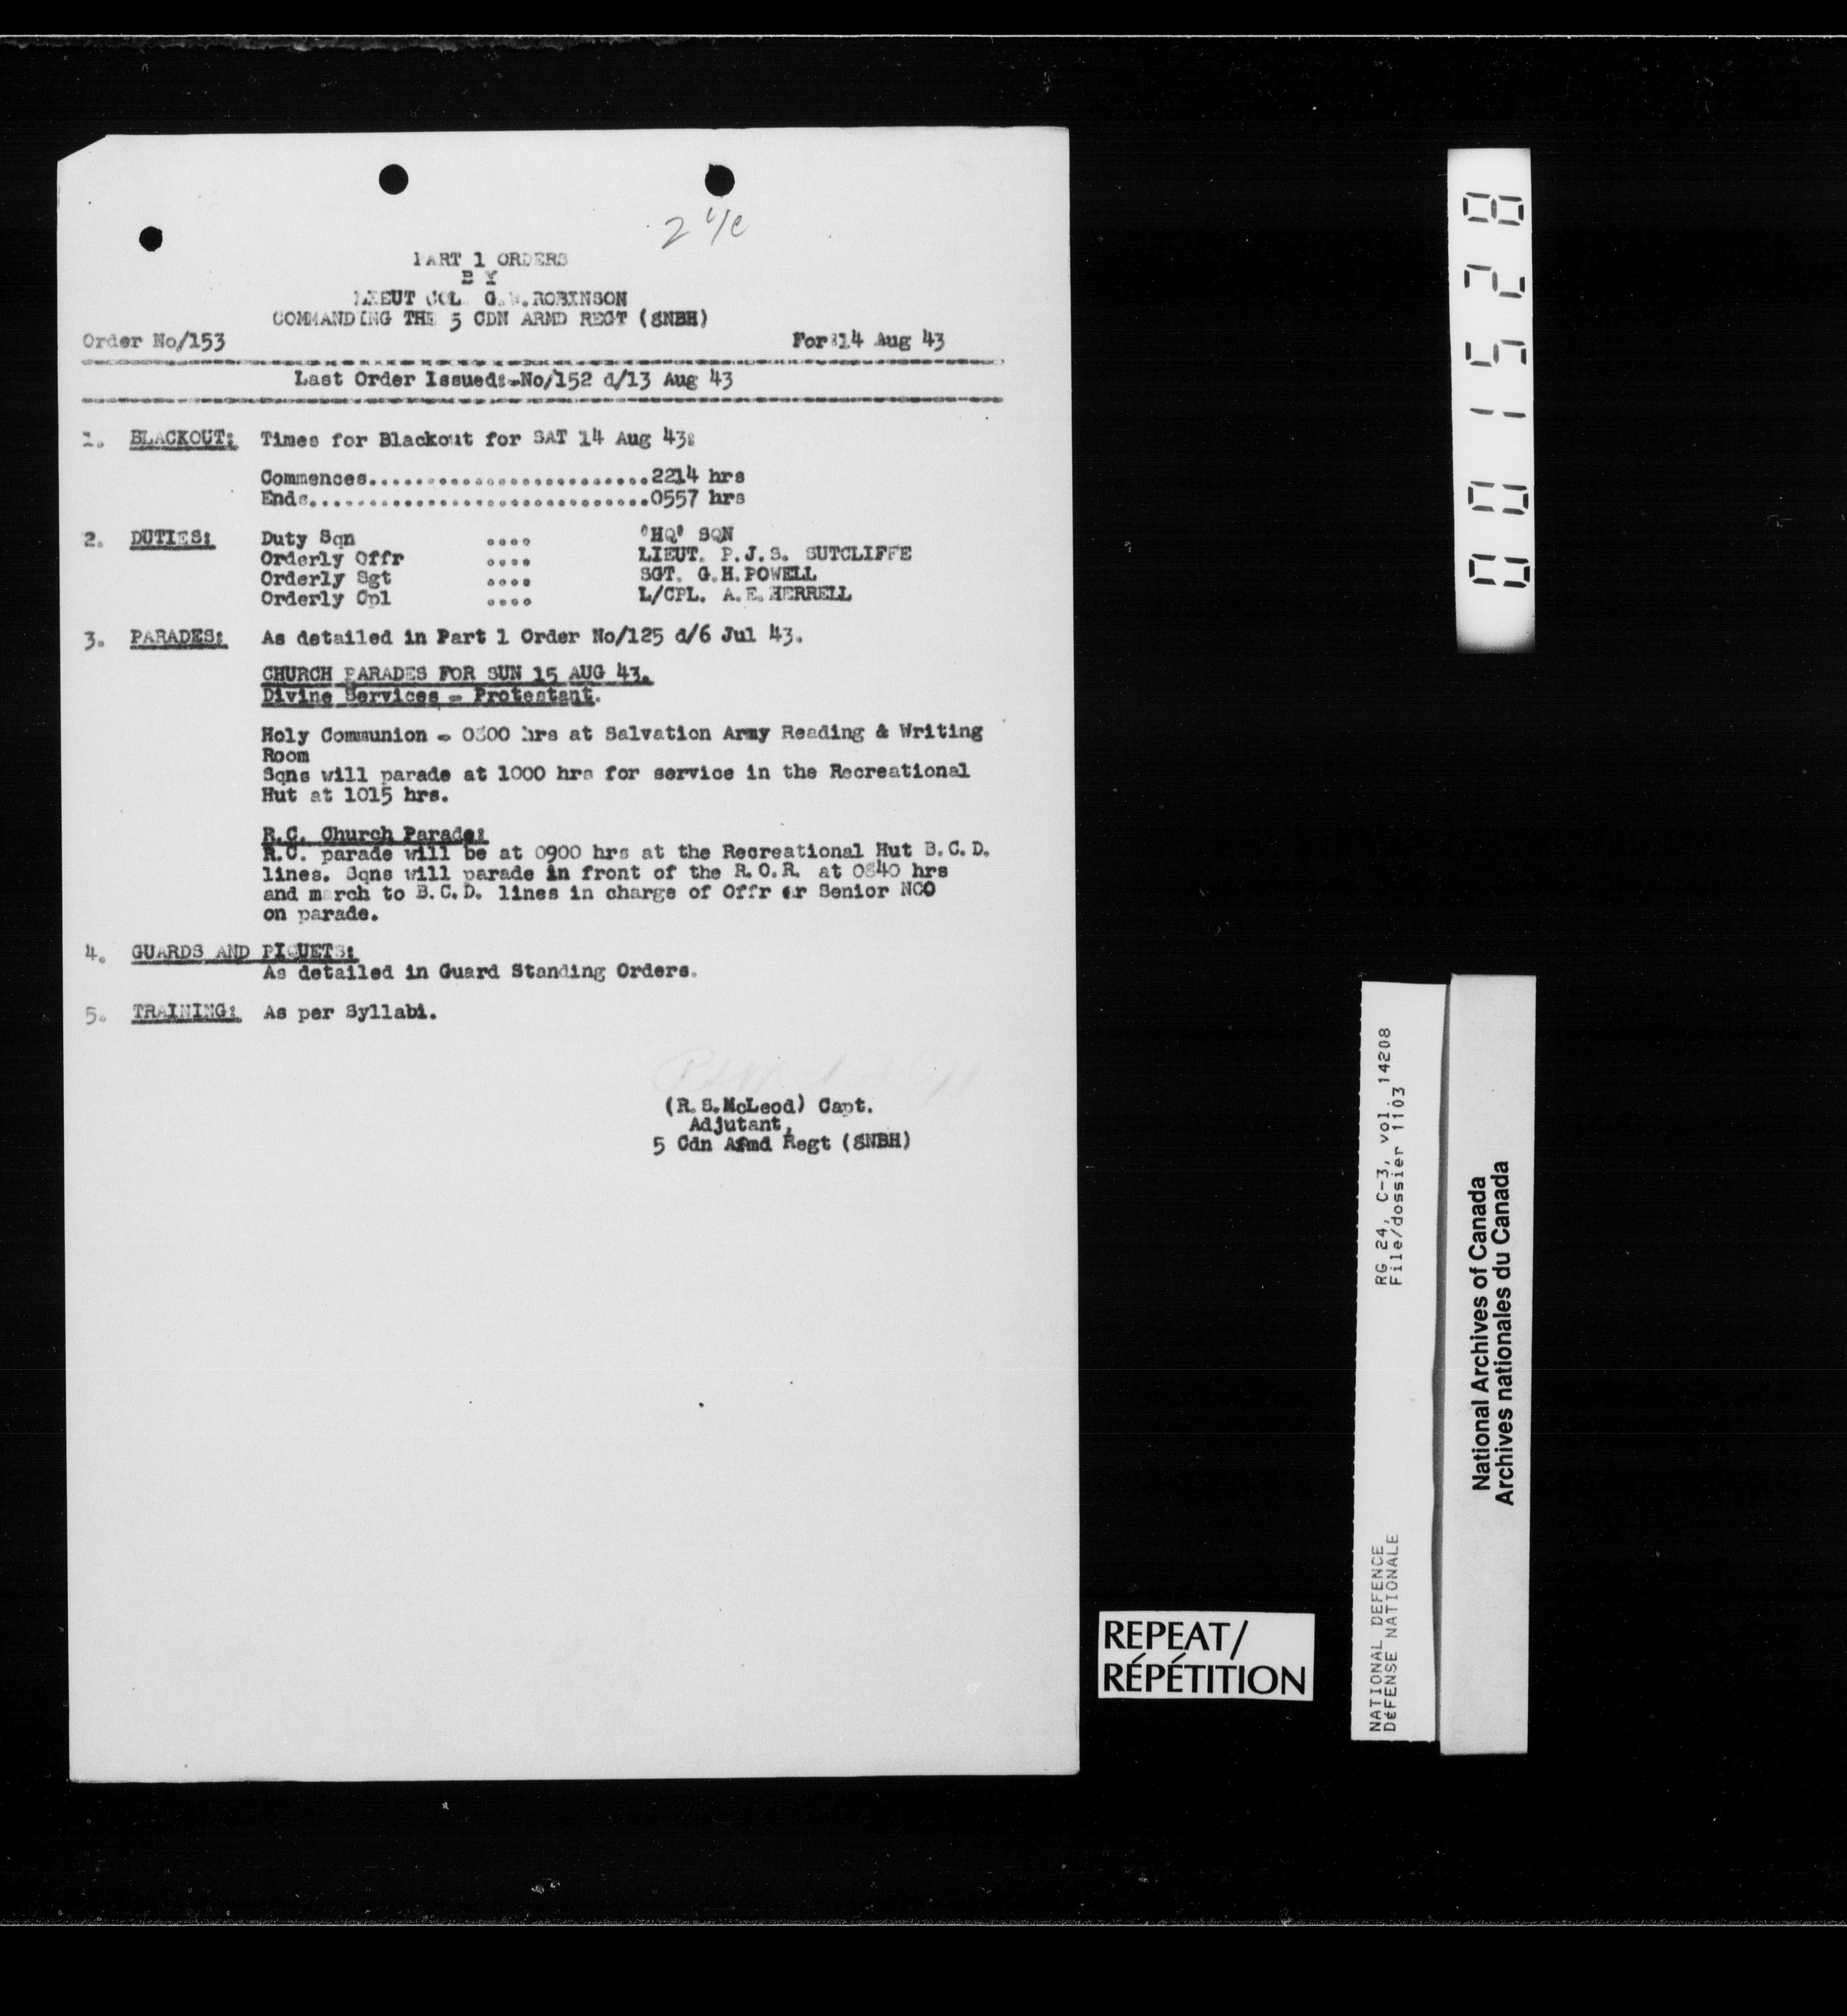 PART 1 ORDERS
B Y
LIEUT COL G.W.ROBINSON
COMMANDING THE 5 CDN ARMD REGT (8NBH)
Order No/153 For:14 Aug 43
Last Order Issued:-No/152 d/13 Aug 43
1. BLACKOUT: Times for Blackout for SAT 14 Aug 43:
Commences.........................2214 hrs
Ends..............................0557 hrs
2. DUTIES: Duty Sqn .... 'HQ' SQN
Orderly Offr .... LIEUT. P.J.S. SUTCLIFFE
Orderly Sgt .... SGT. G.H.POWELL
Orderly Cpl .... L/CPL. A.E.HERRELL
3. PARADES: As detailed in Part 1 Order No/125 d/6 Jul 43.
CHURCH PARADES FOR SUN 15 AUG 43.
Divine Services - Protestant.
Holy Communion - 0800 hrs at Salvation Army Reading & Writing
Room
Sqns will parade at 1000 hrs for service in the Recreational
Hut at 1015 hrs.
R.C. Church Parade:
R.C. parade will be at 0900 hrs at the Recreational Hut B.C.D.
lines. Sqns will parade in front of the R.O.R. at 0840 hrs
and march to B.C.D. lines in charge of Offr or Senior NCO
on parade.
4. GUARDS AND PIQUETS:
As detailed in Guard Standing Orders.
5. TRAINING: As per Syllabi.
(R.S.McLeod) Capt.
Adjutant,
5 Cdn Armd Regt (8NBH)
001528
RG 24, C-3, vol. 14208
File/dossier 1103
NATIONAL DEFENCE
DÉFENSE NATIONALE
National Archives of Canada
Archives nationales du Canada
REPEAT/
RÉPÉTITION